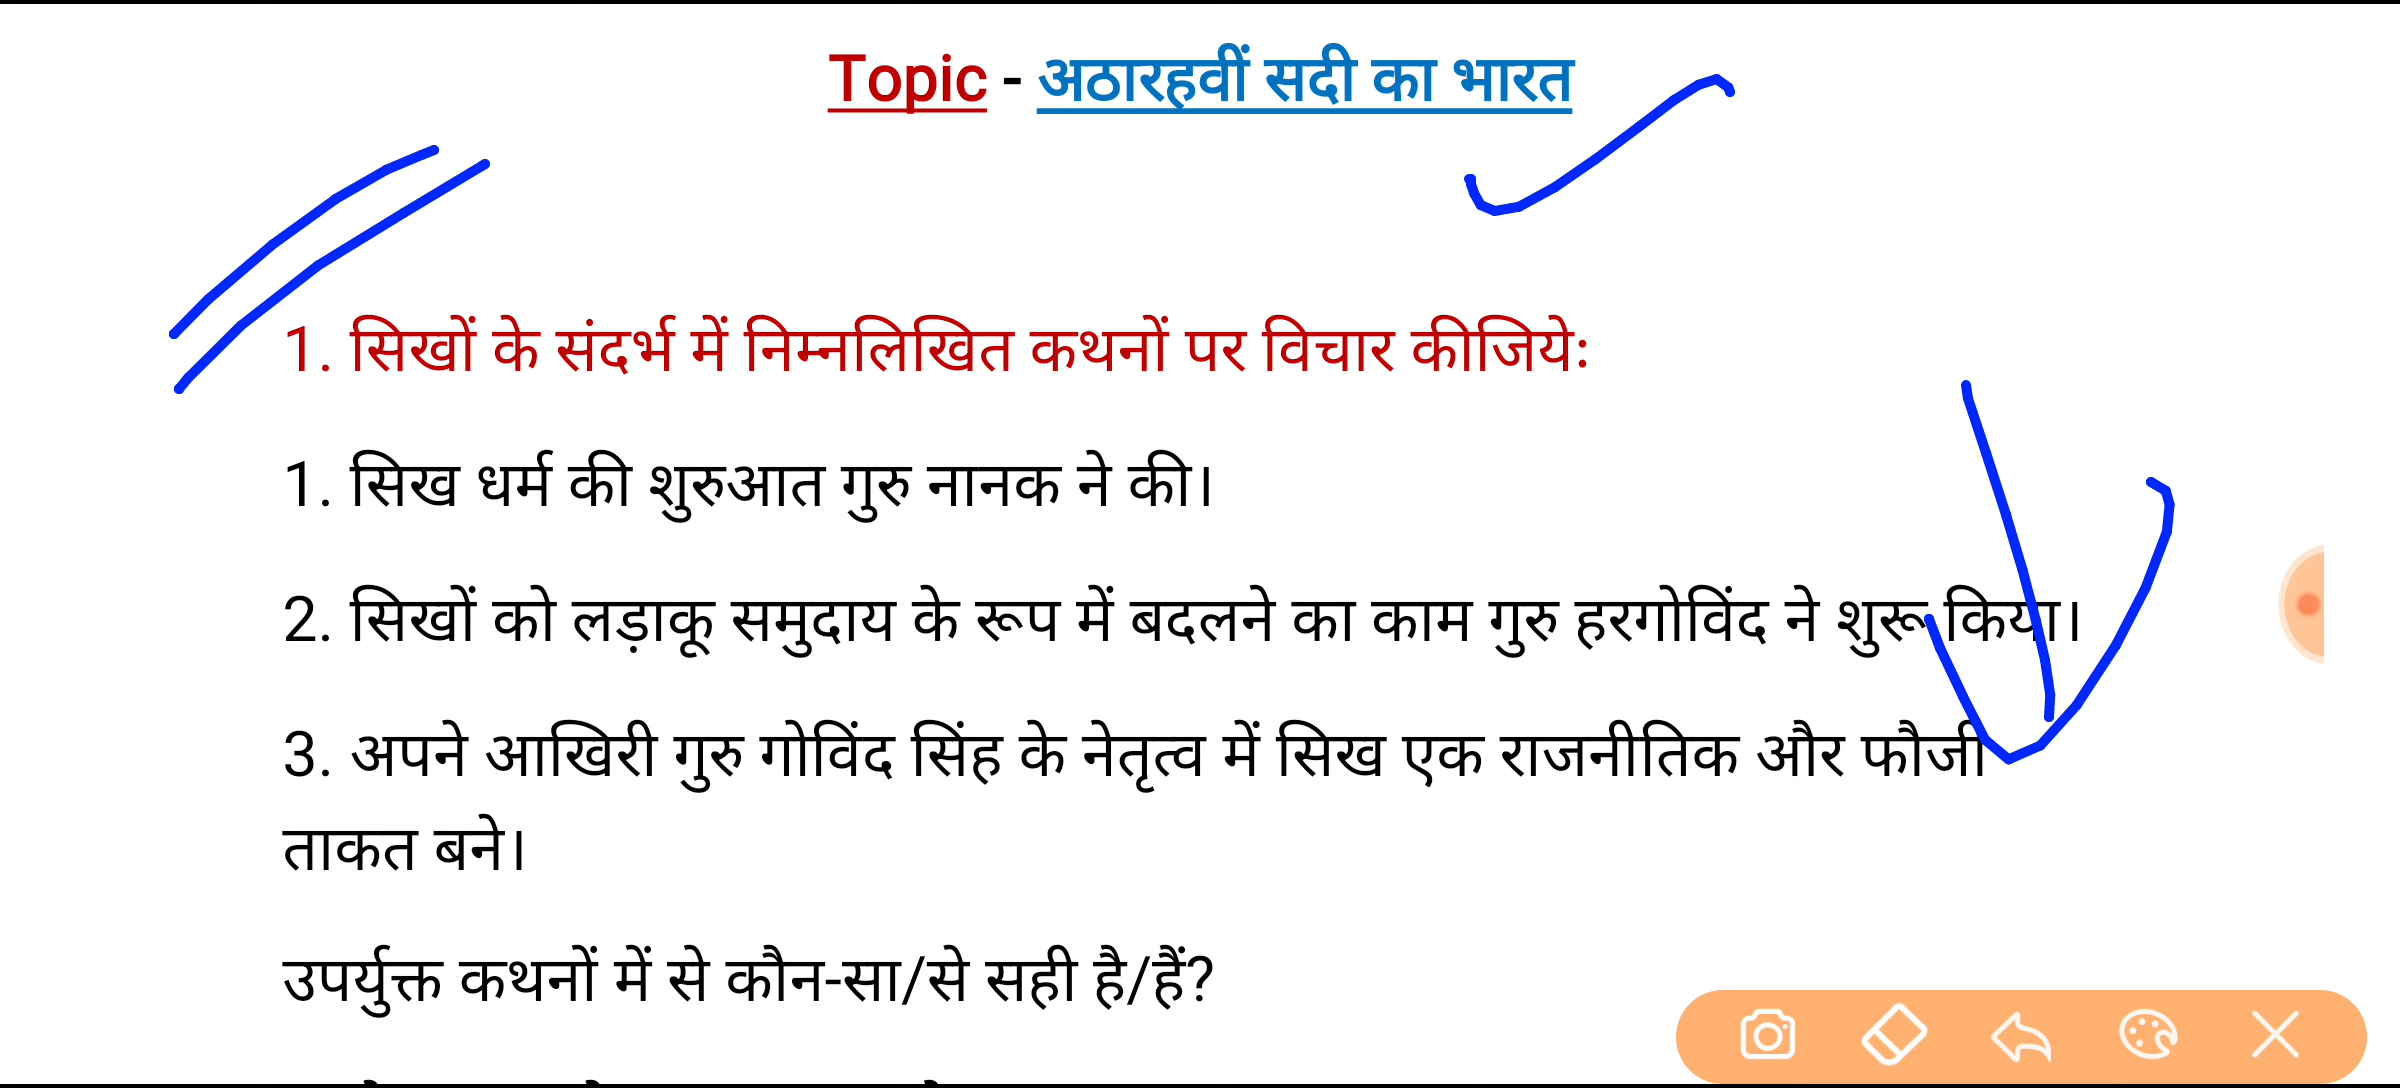 Topic - अठारहवीं सदी का भारत
1. सिखों के संदर्भ में निम्नलिखित कथनों पर विचार कीजियेः
1. सिख धर्म की शुरुआत गुरु नानक ने की।
2. सिखों को लड़ाकू समुदाय के रूप में बदलने का काम गुरु हरगोविंद ने शुरू किया।
3. अपने आखिरी गुरु गोविंद सिंह के नेतृत्व में सिख एक राजनीतिक और फौजी
ताकत बने।
उपर्युक्त कथनों में से कौन-सा/से सही है/हैं?